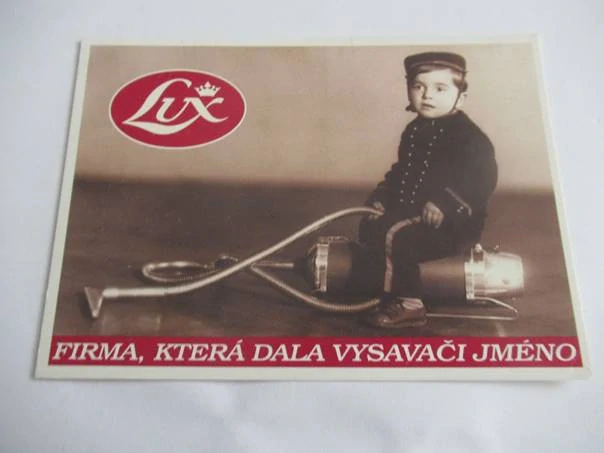 Lux
FIRMA, KTERÁ DALA VYSAVAČI JMÉNO